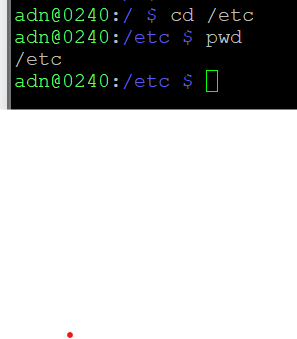 adn@0240:/ $ cd /etc
adn@0240:/etc $ pwd
/etc
adn@0240:/etc $